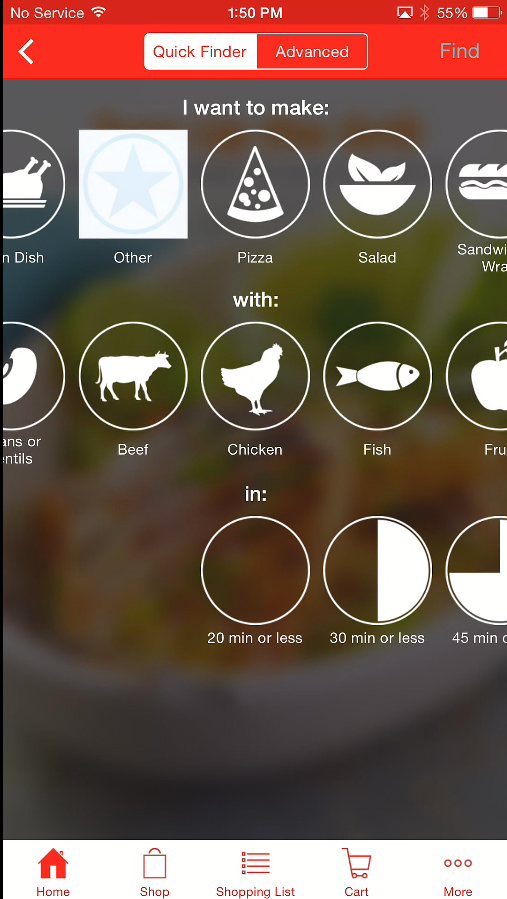 No Service 1:50 PM 55%
Quick Finder Advanced Find
I want to make:
n Dish Other Pizza Salad Sandwi
Wra
with:
ans or
entils Beef Chicken Fish Fru
in:
20 min or less 30 min or less 45 min o
Home Shop Shopping List Cart More